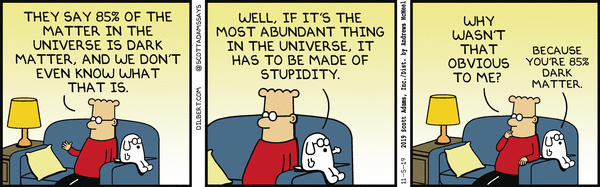 THEY SAY 85% OF THE
MATTER IN THE
UNIVERSE IS DARK
MATTER, AND WE DON'T
EVEN KNOW WHAT
THAT IS.
DILBERT.COM
@SCOTTADAMSSAYS
WELL, IF IT'S THE
MOST ABUNDANT THING
IN THE UNIVERSE, IT
HAS TO BE MADE OF
STUPIDITY.
11-5-19
2019 Scott Adams, Inc./Dist. by Andrews McMeel
WHY
WASN'T
THAT
OBVIOUS
TO ME?
BECAUSE
YOU'RE 85%
DARK
MATTER.